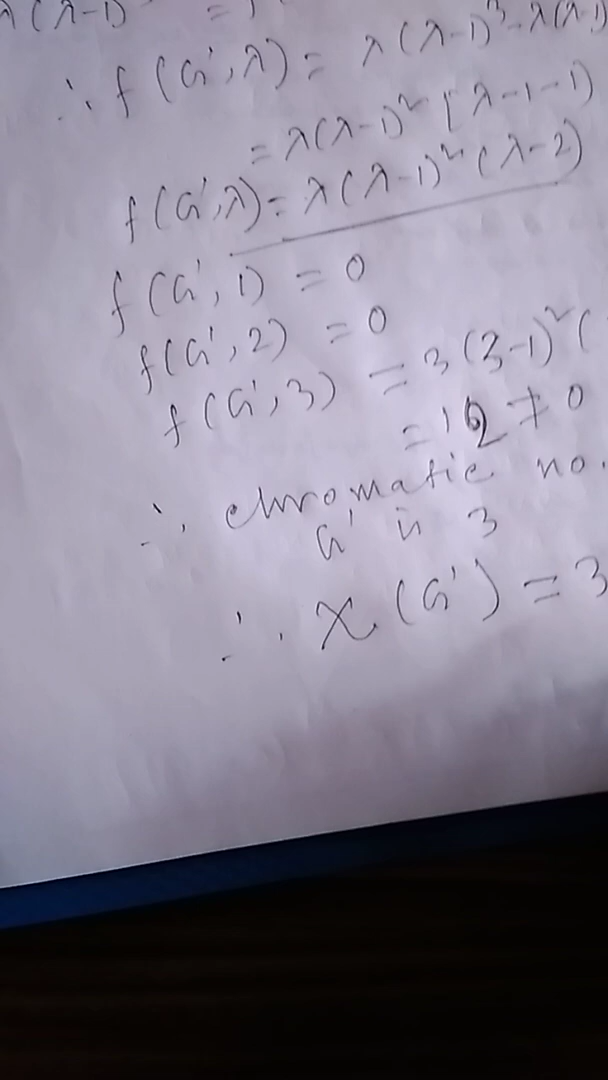 λ(λ-1)
∴ f(G',λ) = λ(λ-1)³ - λ(λ-1)
= λ(λ-1)² [λ-1-1)
f(G',λ) = λ(λ-1)² (λ-2)
f(G',1) = 0
f(G',2) = 0
f(G',3) = 3(3-1)² (
= 12 ≠ 0
∴ chromatic no.
G' is 3
∴ χ(G') = 3